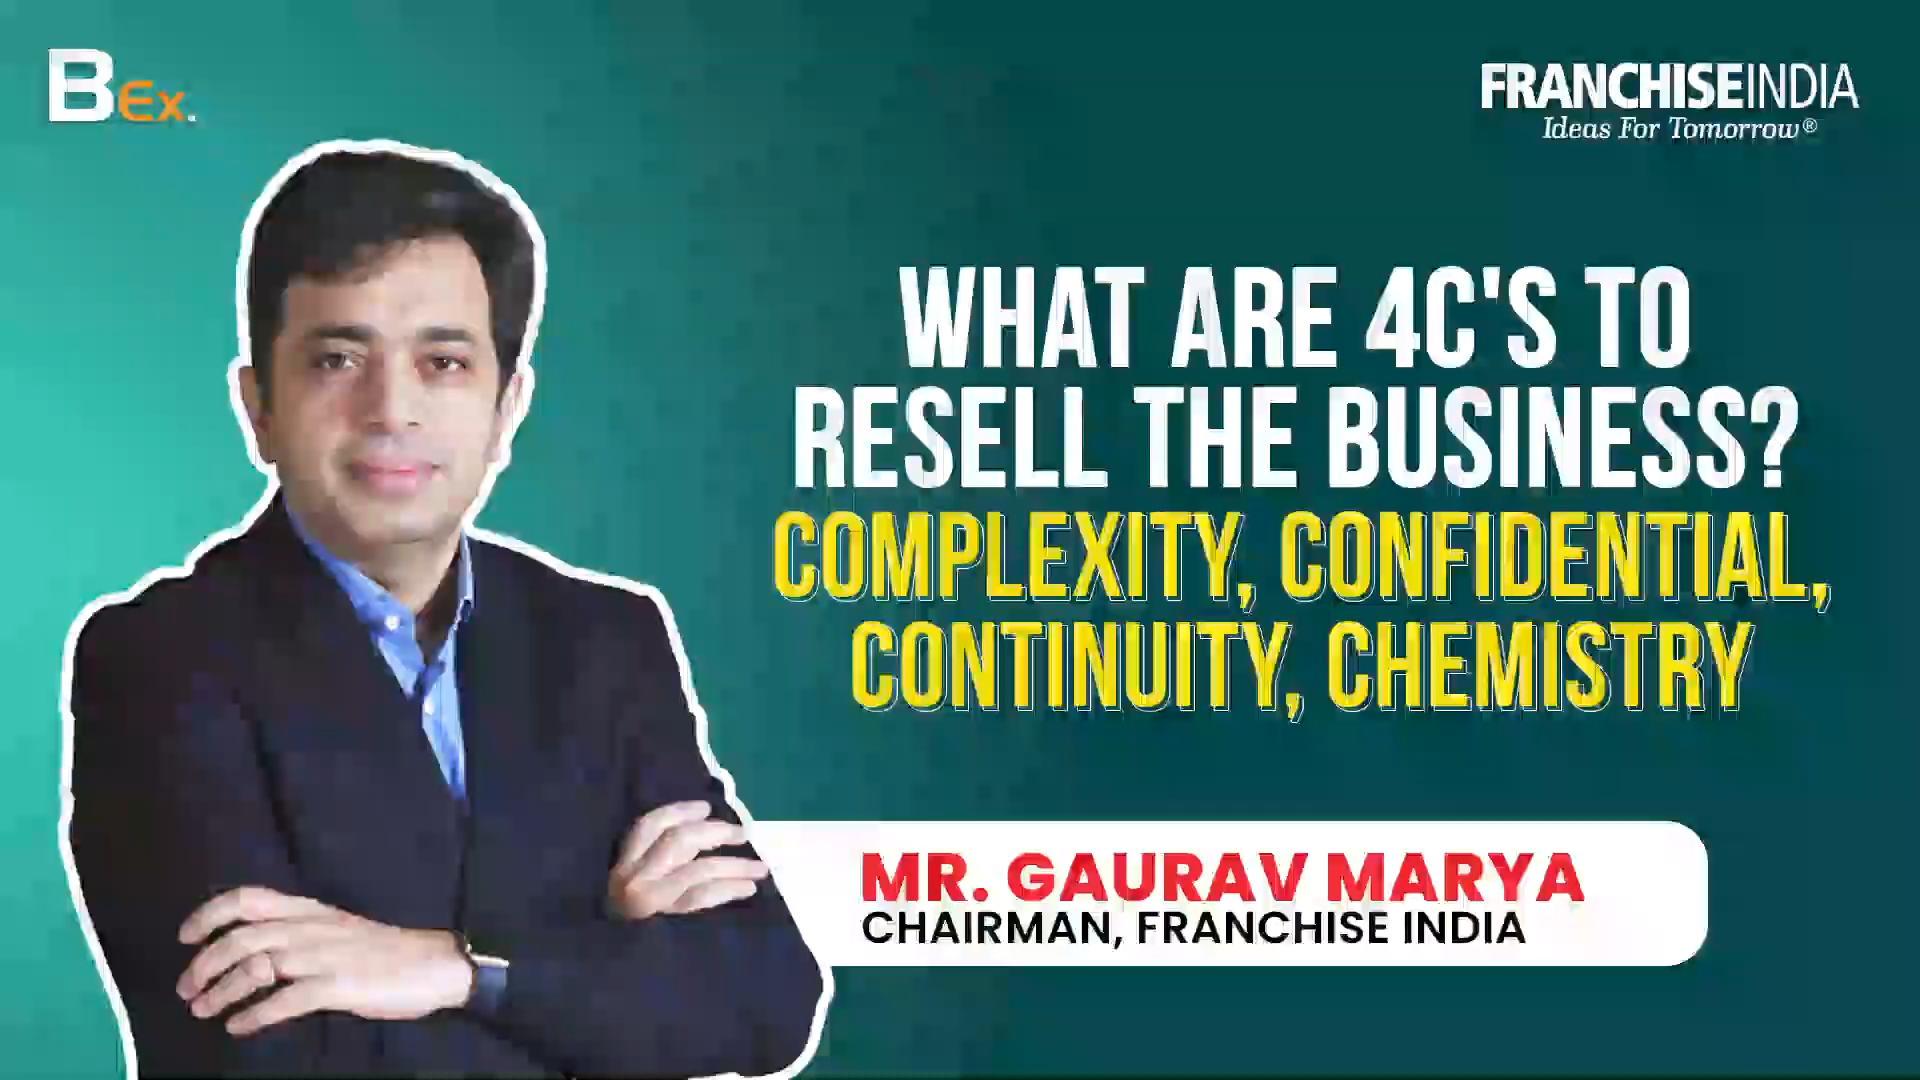 BEx.
FRANCHISEINDIA
Ideas For Tomorrow®
WHAT ARE 4C'S TO
RESELL THE BUSINESS?
COMPLEXITY, CONFIDENTIAL,
CONTINUITY, CHEMISTRY
MR. GAURAV MARYA
CHAIRMAN, FRANCHISE INDIA